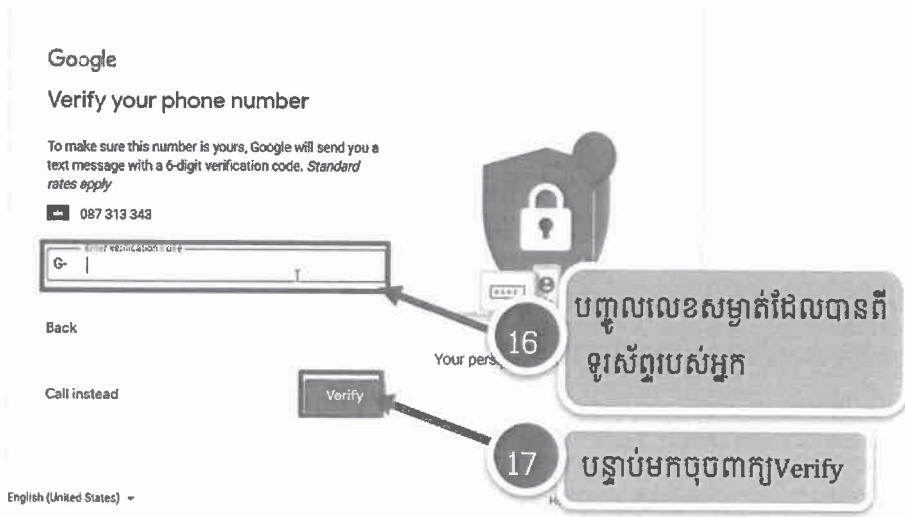 Google
Verify your phone number
To make sure this number is yours, Google will send you a
text message with a 6-digit verification code. Standard
rates apply
087 313 343
Enter verification code
G-
Back
Call instead
Verify
Your pers
16
បញ្ចូលលេខសម្ងាត់ដែលបានពី
ទូរស័ព្ទរបស់អ្នក
17
បន្ទាប់មកចុចពាក្យVerify
English (United States)